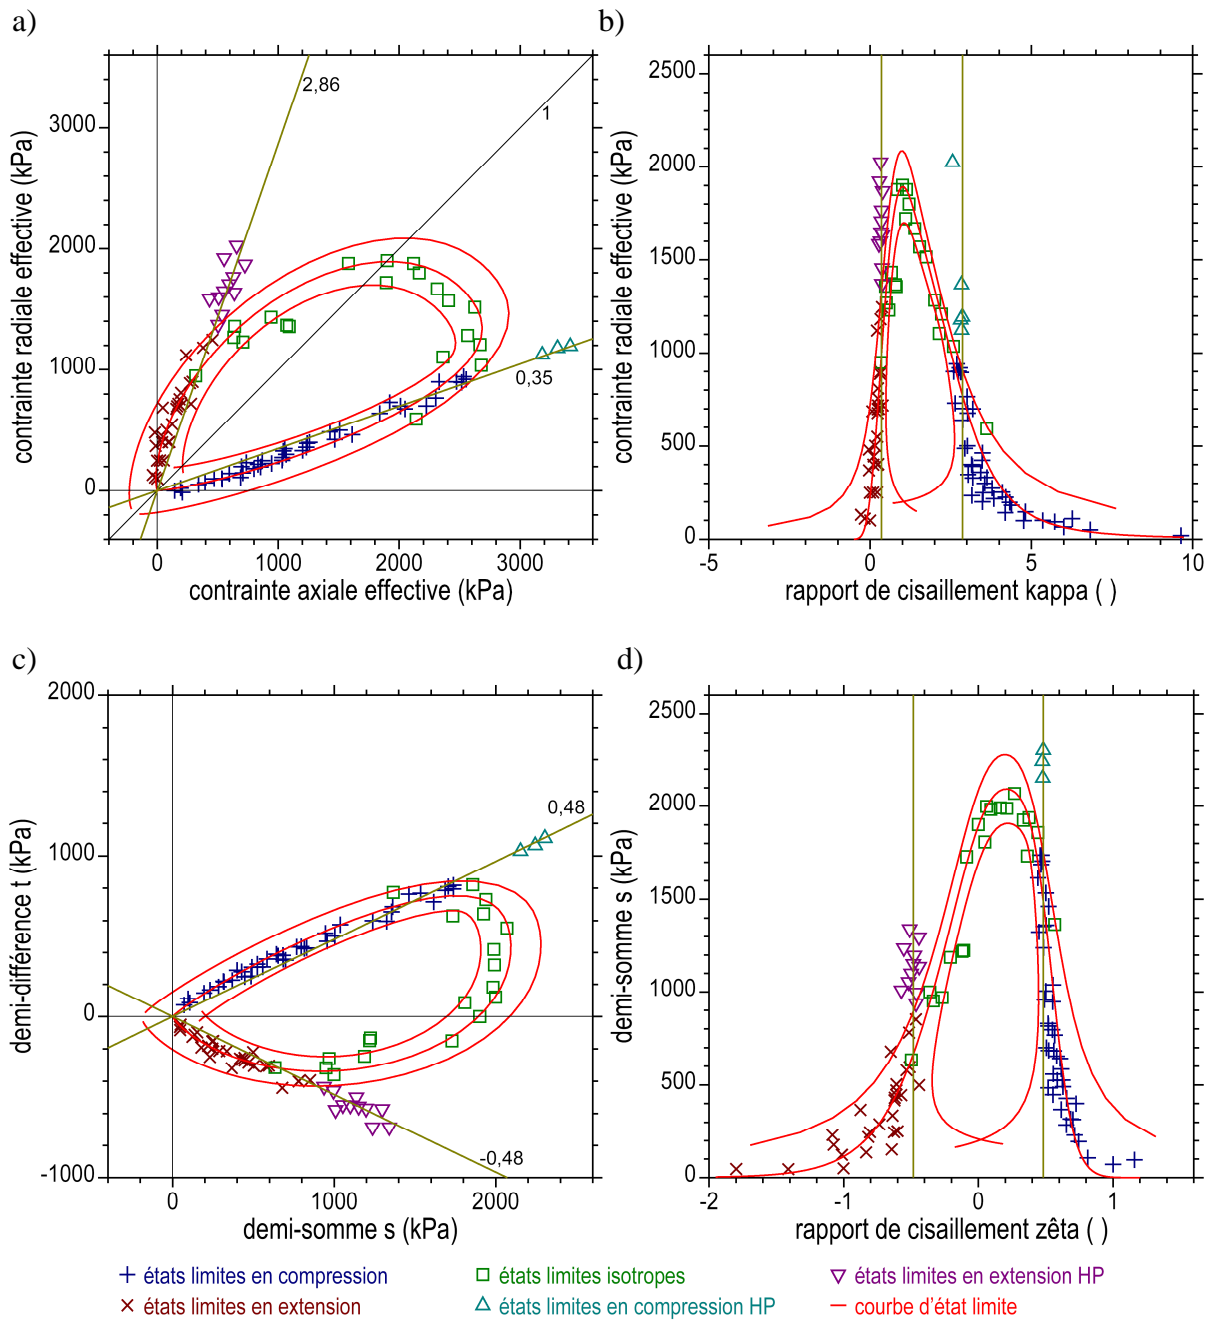 a)
contrainte radiale effective (kPa)
3000
2000
1000
0
0
1000
2000
3000
contrainte axiale effective (kPa)
2,86
1
0,35
b)
contrainte radiale effective (kPa)
2500
2000
1500
1000
500
0
-5
0
5
10
rapport de cisaillement kappa ( )
c)
demi-différence t (kPa)
2000
1000
0
-1000
0
1000
2000
demi-somme s (kPa)
0,48
-0,48
d)
demi-somme s (kPa)
2500
2000
1500
1000
500
0
-2
-1
0
1
rapport de cisaillement zêta ( )
états limites en compression
états limites isotropes
états limites en extension HP
états limites en extension
états limites en compression HP
courbe d'état limite